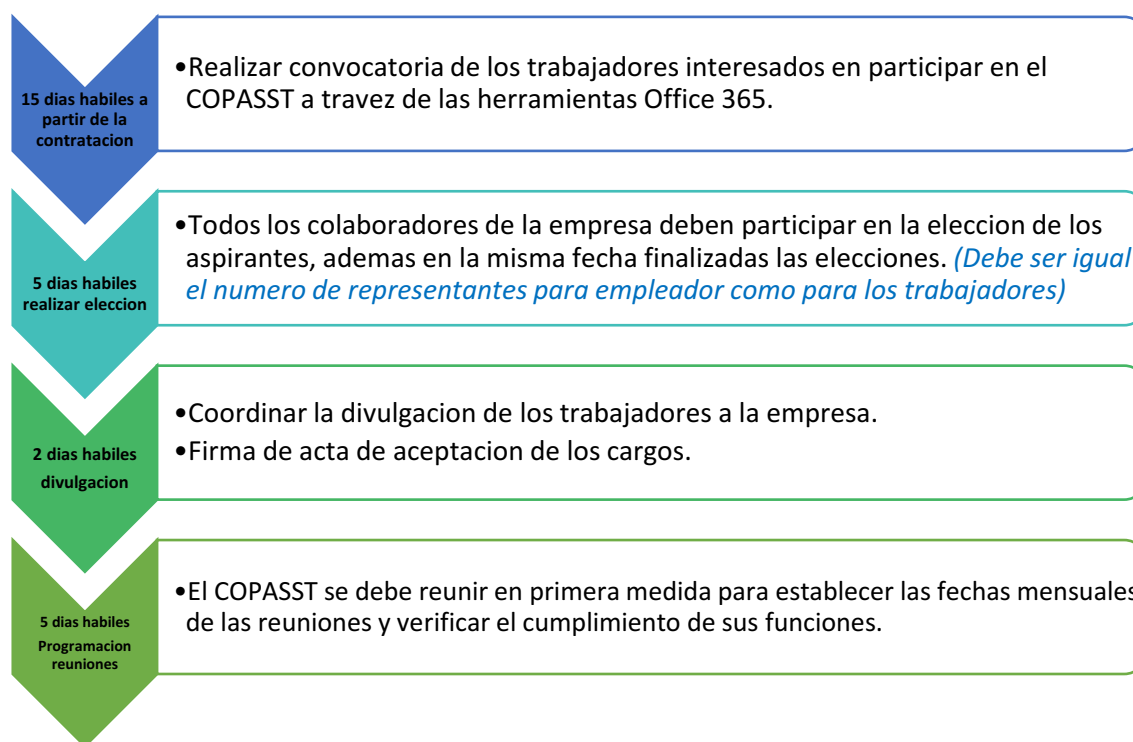 15 dias habiles a
partir de la
contratacion
•Realizar convocatoria de los trabajadores interesados en participar en el
COPASST a travez de las herramientas Office 365.
5 dias habiles
realizar eleccion
•Todos los colaboradores de la empresa deben participar en la eleccion de los
aspirantes, ademas en la misma fecha finalizadas las elecciones. (Debe ser igual
el numero de representantes para empleador como para los trabajadores)
2 dias habiles
divulgacion
•Coordinar la divulgacion de los trabajadores a la empresa.
•Firma de acta de aceptacion de los cargos.
5 dias habiles
Programacion
reuniones
•El COPASST se debe reunir en primera medida para establecer las fechas mensuales
de las reuniones y verificar el cumplimiento de sus funciones.